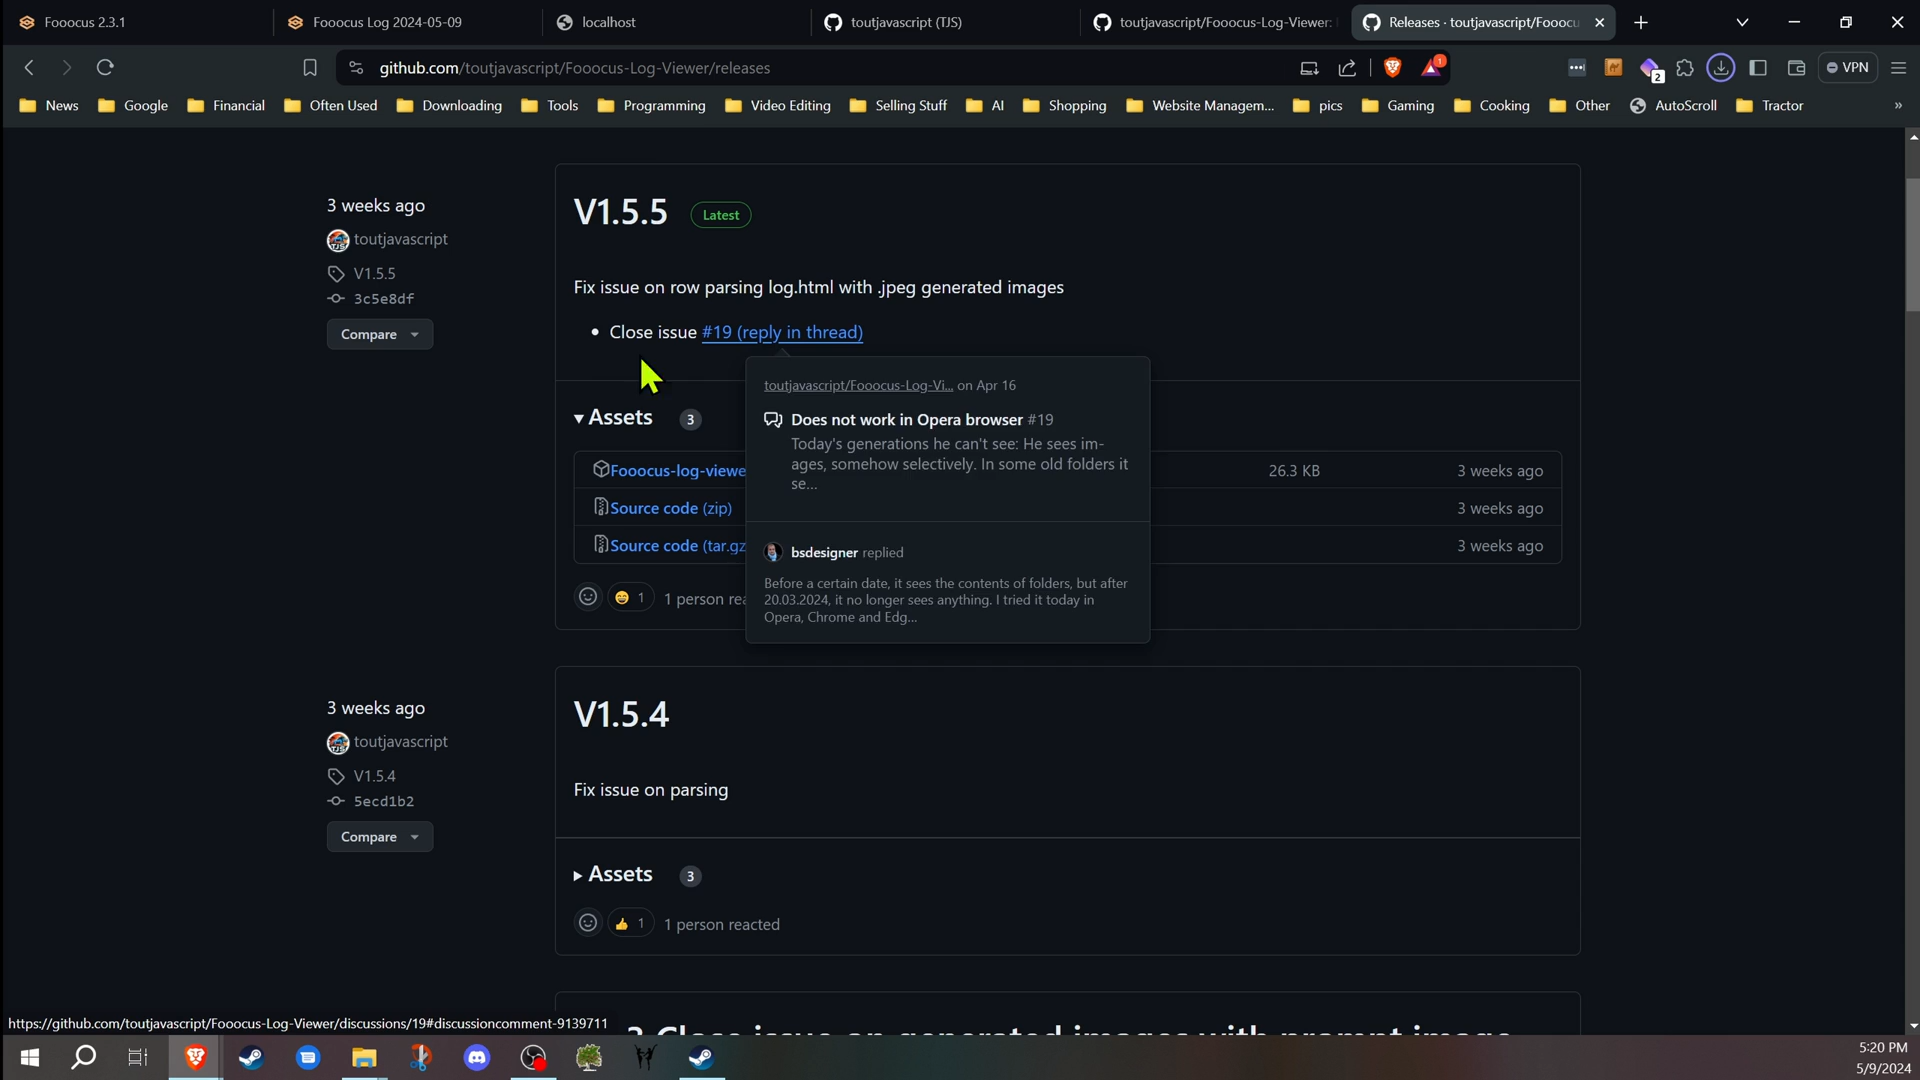 Fooocus 2.3.1
Fooocus Log 2024-05-09
localhost
toutjavascript (TJS)
toutjavascript/Fooocus-Log-Viewer:
Releases · toutjavascript/Fooocu
github.com/toutjavascript/Fooocus-Log-Viewer/releases
1
2
VPN
News
Google
Financial
Often Used
Downloading
Tools
Programming
Video Editing
Selling Stuff
AI
Shopping
Website Managem...
pics
Gaming
Cooking
Other
AutoScroll
Tractor
»
3 weeks ago
toutjavascript
V1.5.5
3c5e8df
Compare
V1.5.5 Latest
Fix issue on row parsing log.html with .jpeg generated images
• Close issue #19 (reply in thread)
toutjavascript/Fooocus-Log-Vi... on Apr 16
Does not work in Opera browser #19
Today's generations he can't see: He sees im-
ages, somehow selectively. In some old folders it
se...
bsdesigner replied
Before a certain date, it sees the contents of folders, but after
20.03.2024, it no longer sees anything. I tried it today in
Opera, Chrome and Edg...
Assets 3
Fooocus-log-viewe 26.3 KB 3 weeks ago
Source code (zip) 3 weeks ago
Source code (tar.gz 3 weeks ago
1 1 person rea
3 weeks ago
toutjavascript
V1.5.4
5ecd1b2
Compare
V1.5.4
Fix issue on parsing
Assets 3
1 1 person reacted
Close issue on generated images with prompt image
https://github.com/toutjavascript/Fooocus-Log-Viewer/discussions/19#discussioncomment-9139711
5:20 PM
5/9/2024